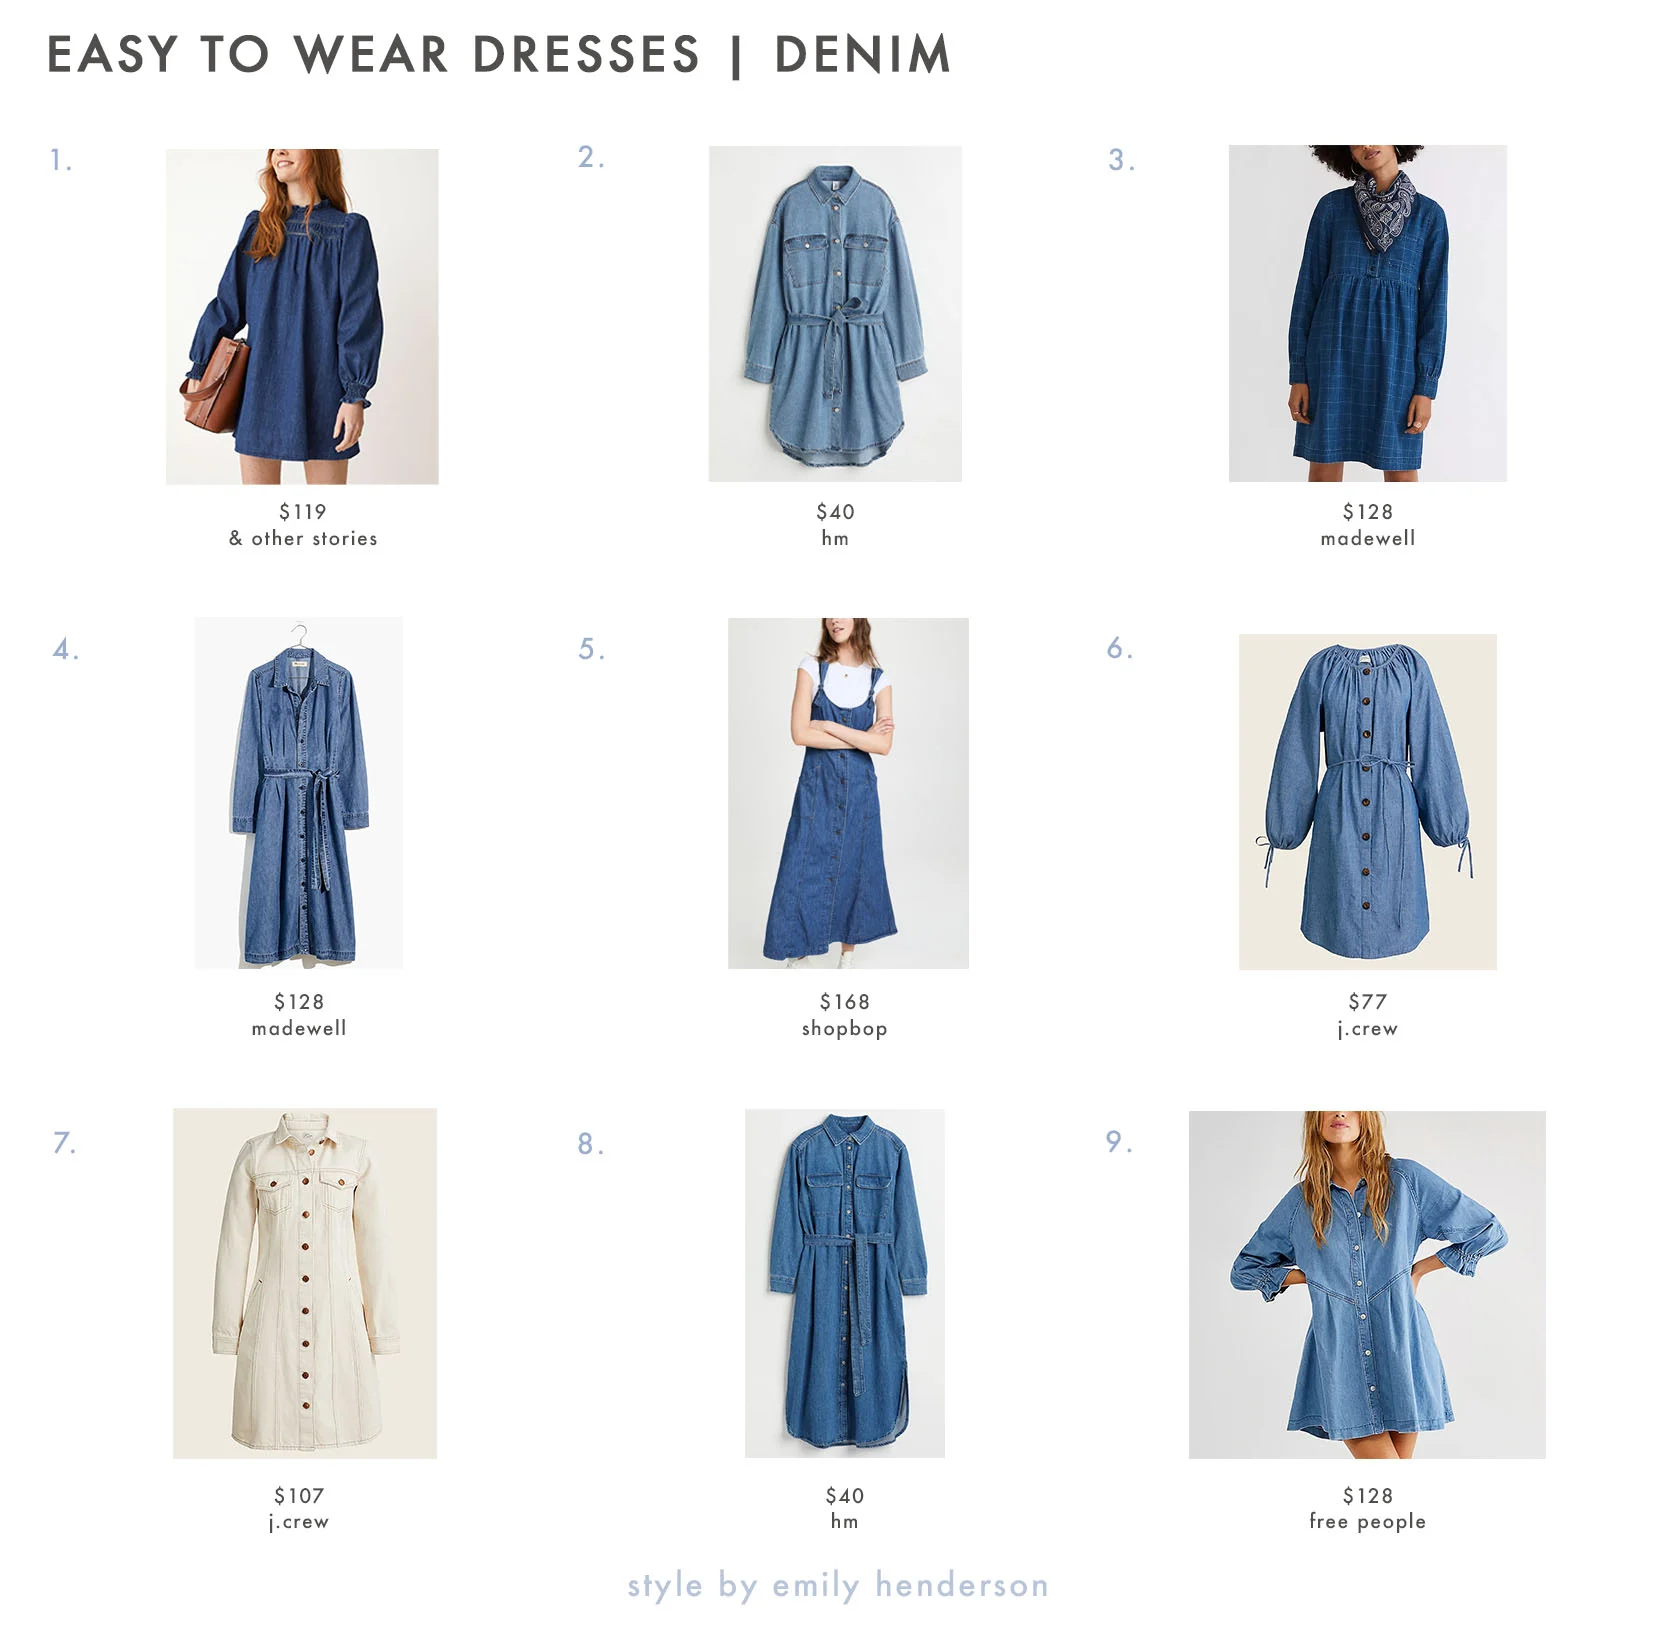 EASY TO WEAR DRESSES | DENIM
1.
$119
& other stories
2.
$40
hm
3.
$128
madewell
4.
$128
madewell
5.
$168
shopbop
6.
$77
j.crew
7.
$107
j.crew
8.
$40
hm
9.
$128
free people
style by emily henderson